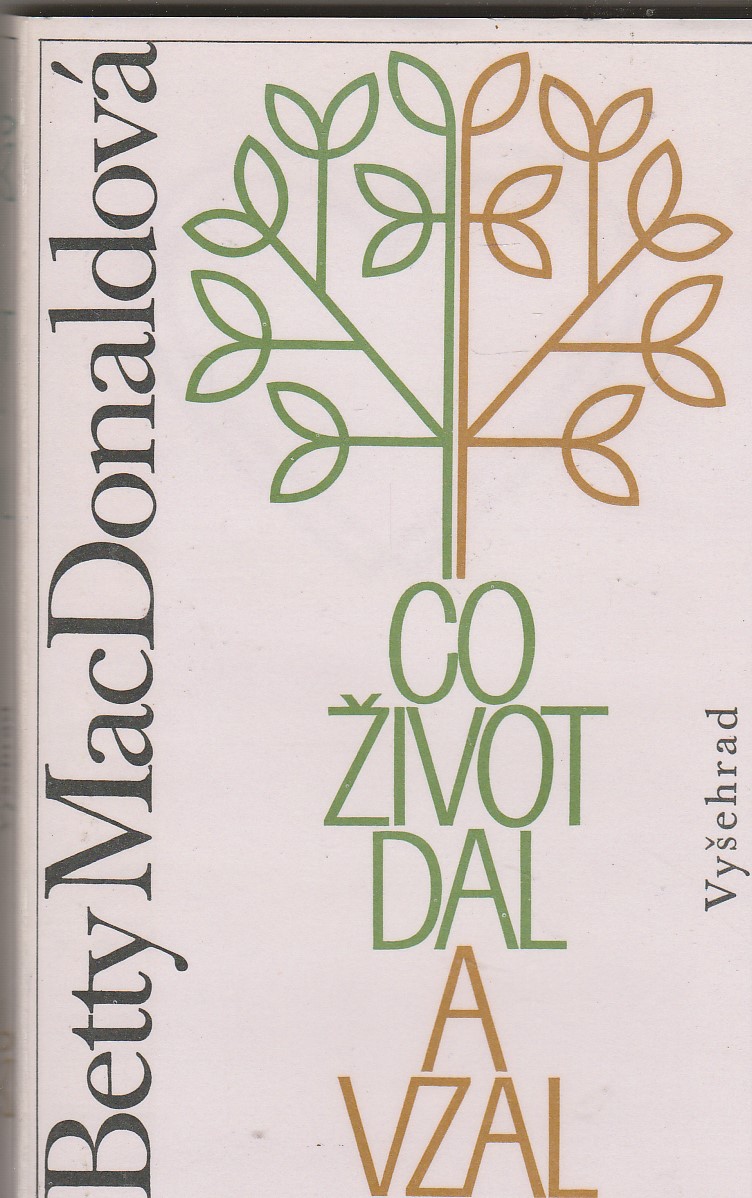 Betty MacDonaldová
CO
ŽIVOT
DAL
A
VZAL
Vyšehrad